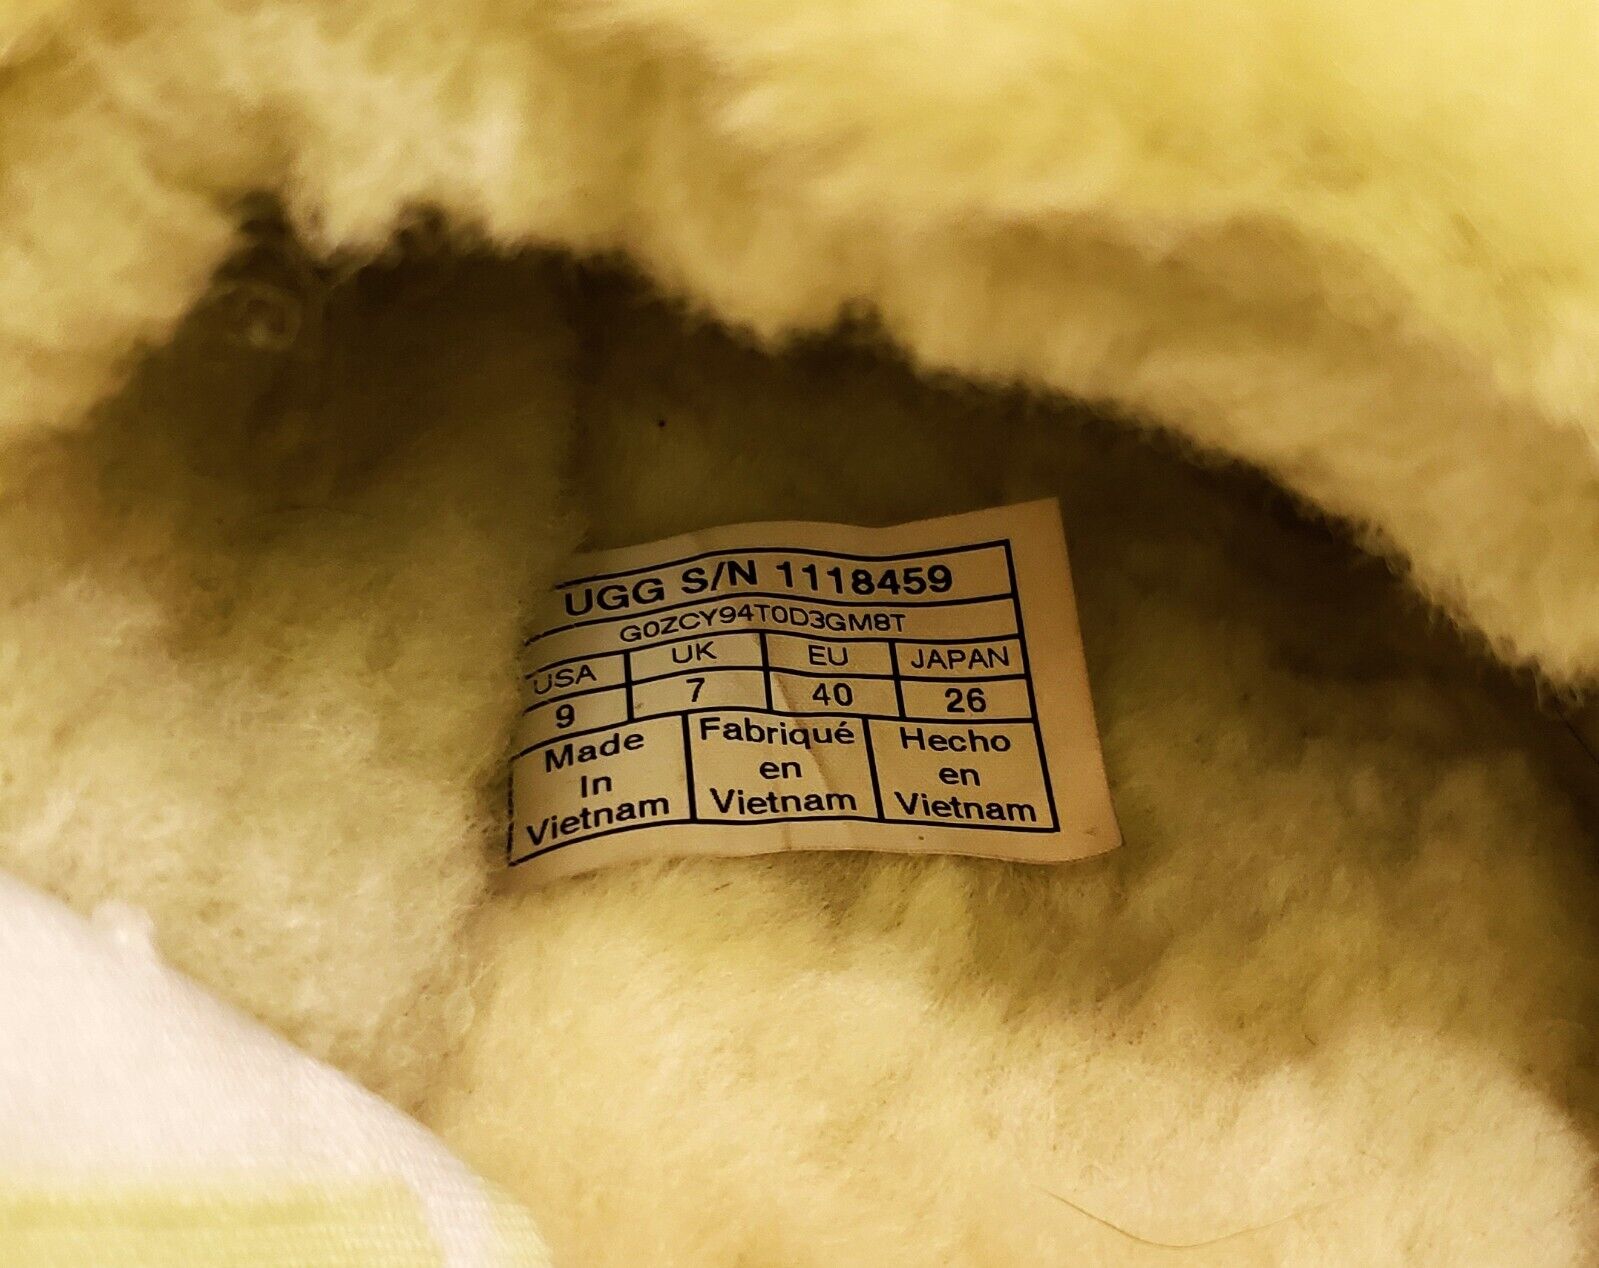 UGG S/N 1118459
G0ZCY94T0D3GM8T
USA UK EU JAPAN
9 7 40 26
Made In Vietnam
Fabriqué en Vietnam
Hecho en Vietnam